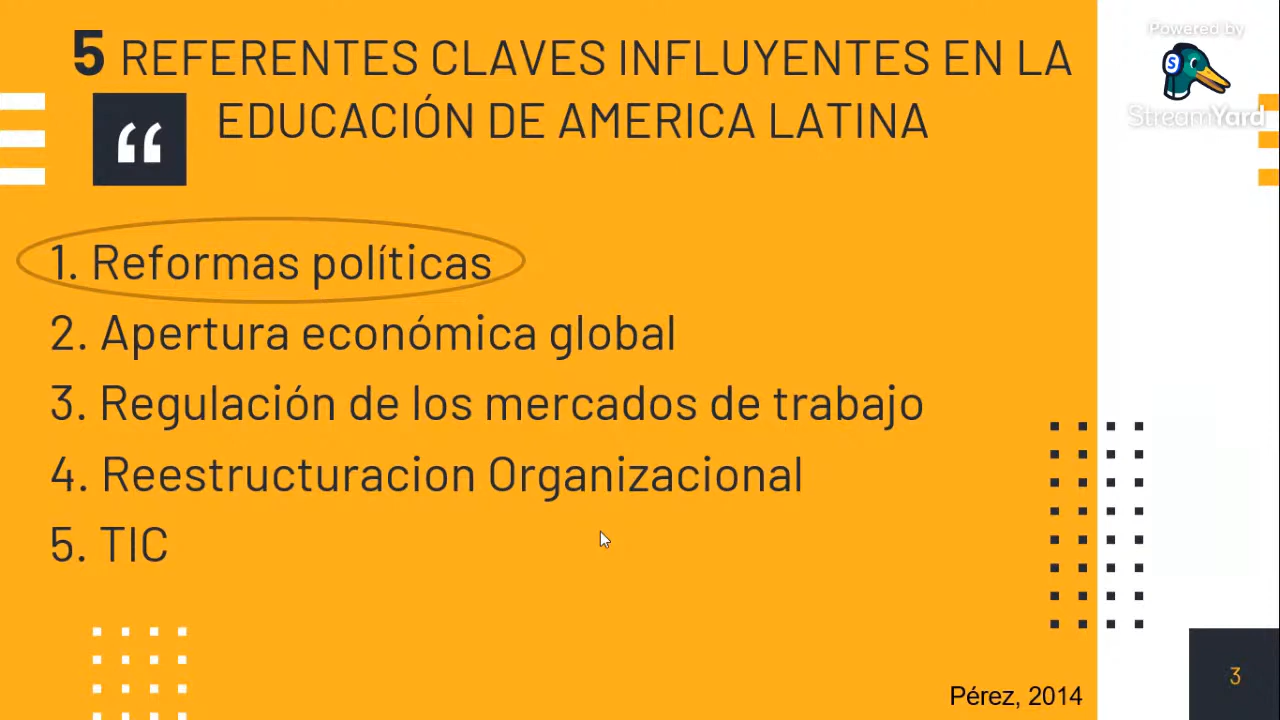 5 REFERENTES CLAVES INFLUYENTES EN LA
EDUCACIÓN DE AMERICA LATINA
“
1. Reformas políticas
2. Apertura económica global
3. Regulación de los mercados de trabajo
4. Reestructuracion Organizacional
5. TIC
Pérez, 2014
3
Powered by
S
StreamYard